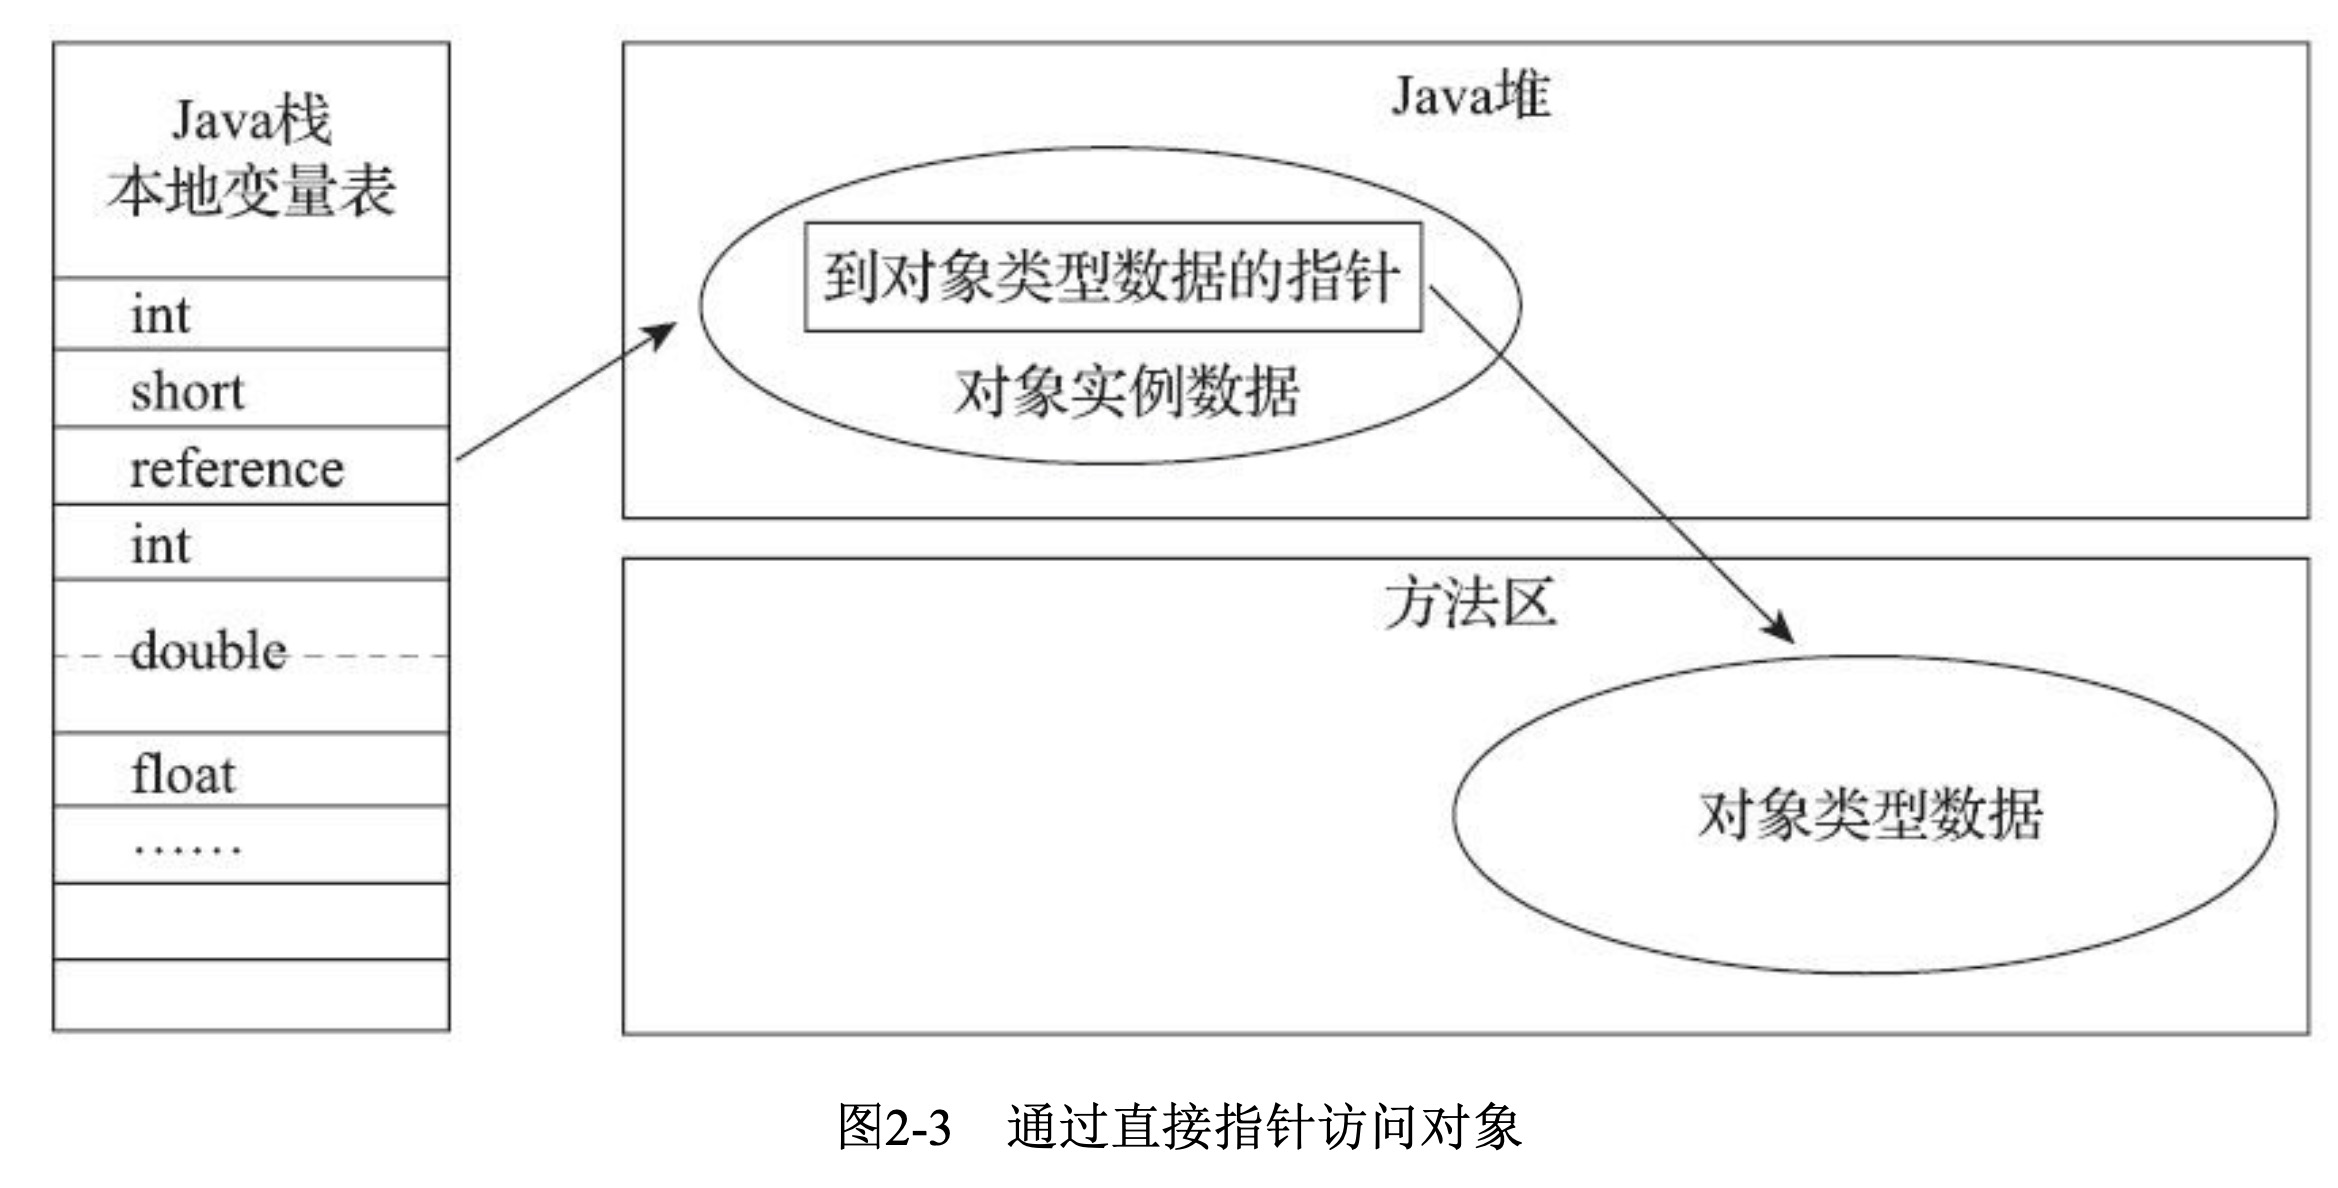 Java栈
本地变量表
int
short
reference
int
double
float
……
Java堆
到对象类型数据的指针
对象实例数据
方法区
对象类型数据
图2-3 通过直接指针访问对象